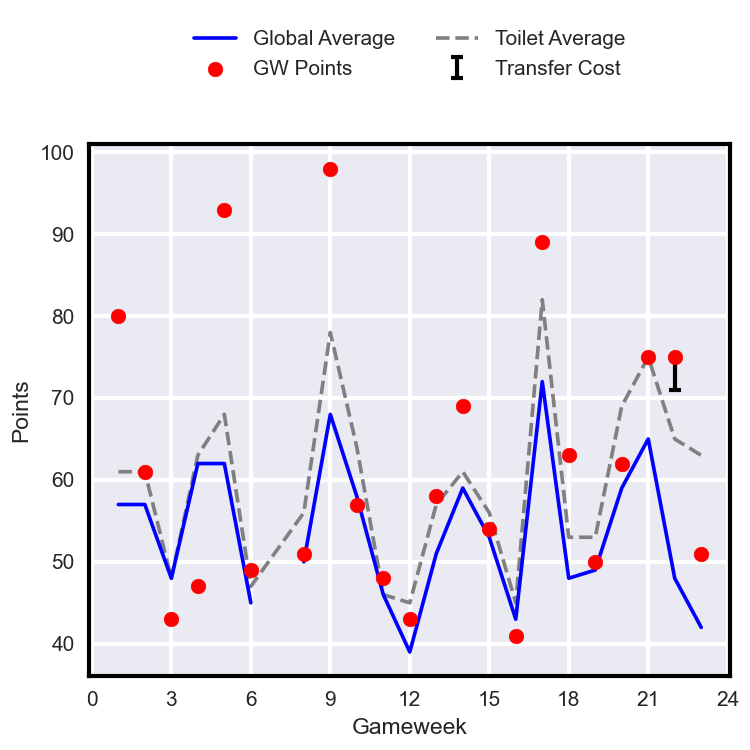 Global Average
Toilet Average
GW Points
Transfer Cost
100
90
80
70
60
50
40
Points
0 3 6 9 12 15 18 21 24
Gameweek